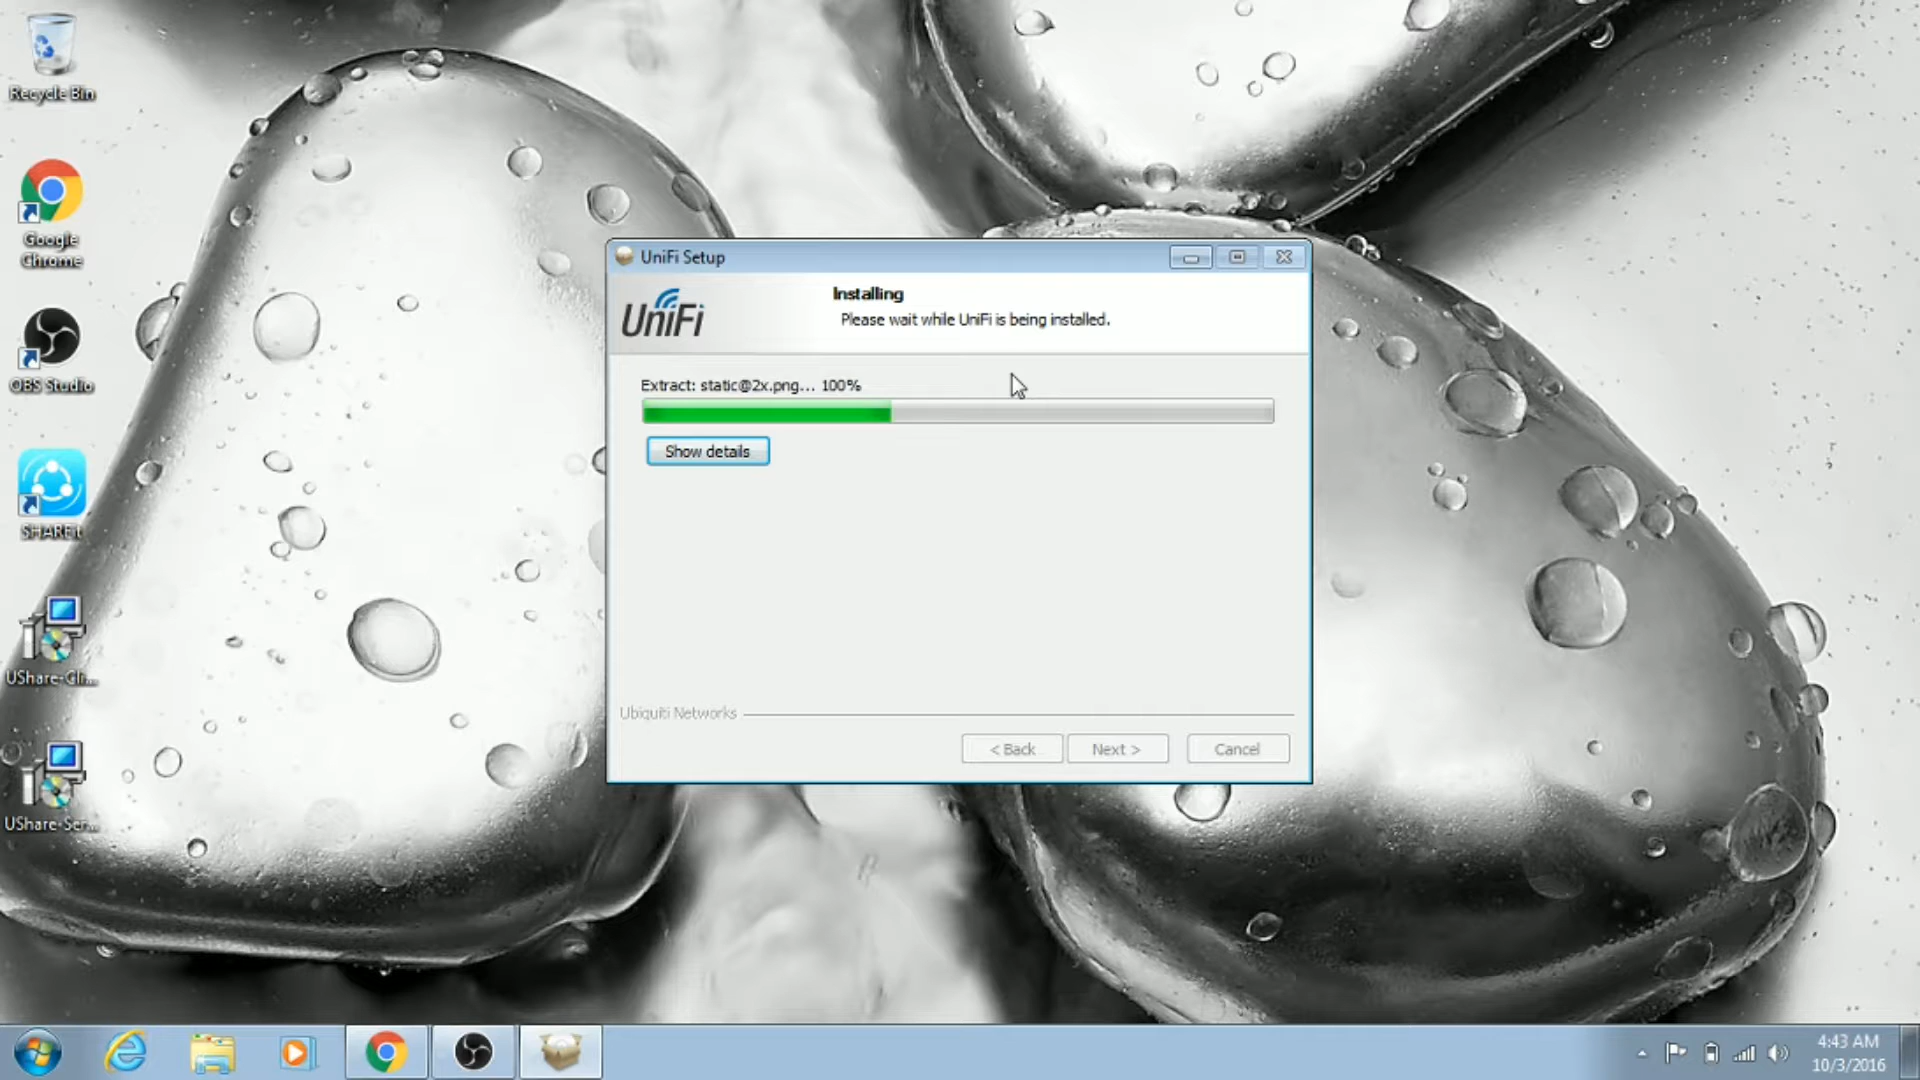 Recycle Bin
Google
Chrome
OBS Studio
SHAREit
UShare-Cli...
UShare-Ser...
UniFi Setup
UniFi
Installing
Please wait while UniFi is being installed.
Extract: static@2x.png... 100%
Show details
Ubiquiti Networks
< Back
Next >
Cancel
4:43 AM
10/3/2016